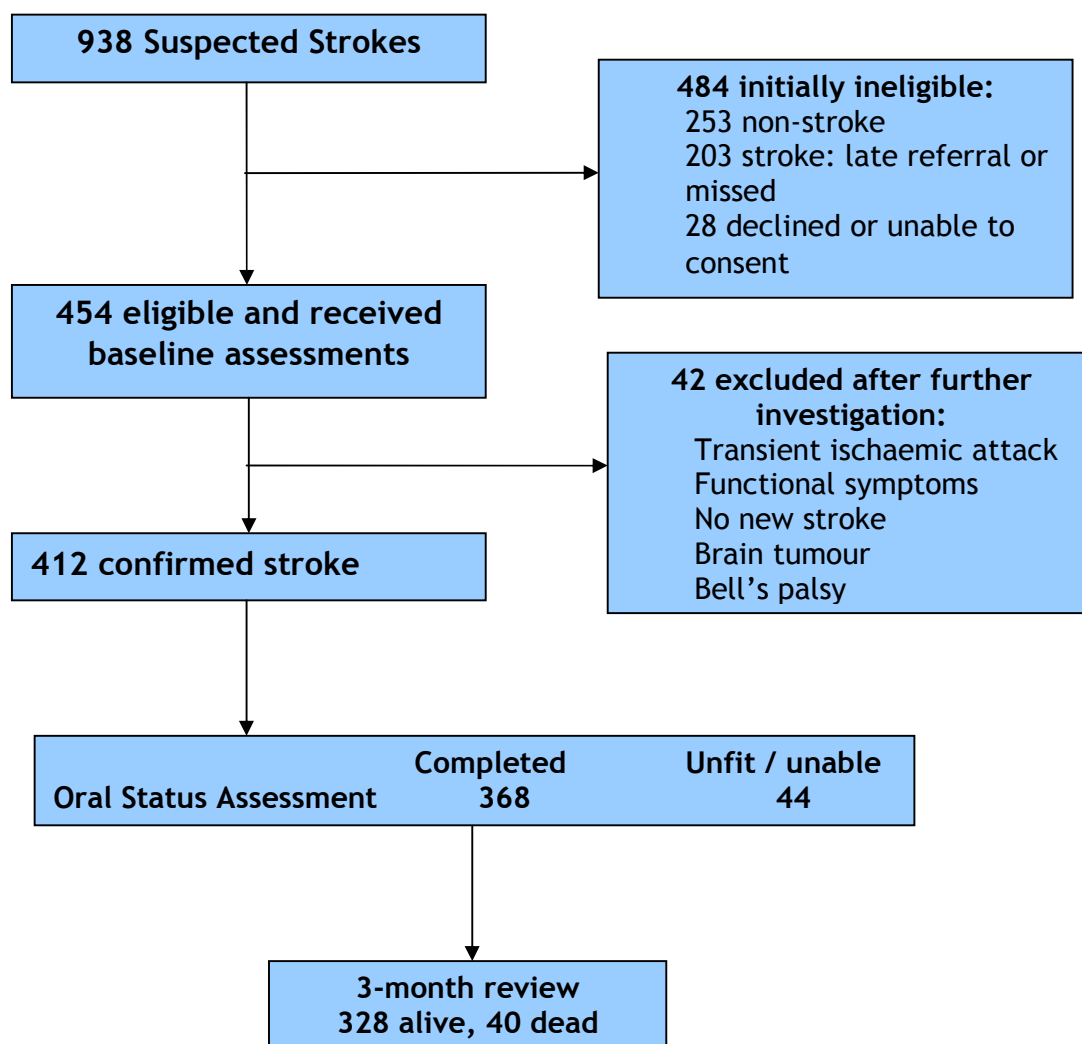 938 Suspected Strokes
484 initially ineligible:
253 non-stroke
203 stroke: late referral or
missed
28 declined or unable to
consent
454 eligible and received
baseline assessments
42 excluded after further
investigation:
Transient ischaemic attack
Functional symptoms
No new stroke
Brain tumour
Bell’s palsy
412 confirmed stroke
Completed Unfit / unable
Oral Status Assessment 368 44
3-month review
328 alive, 40 dead